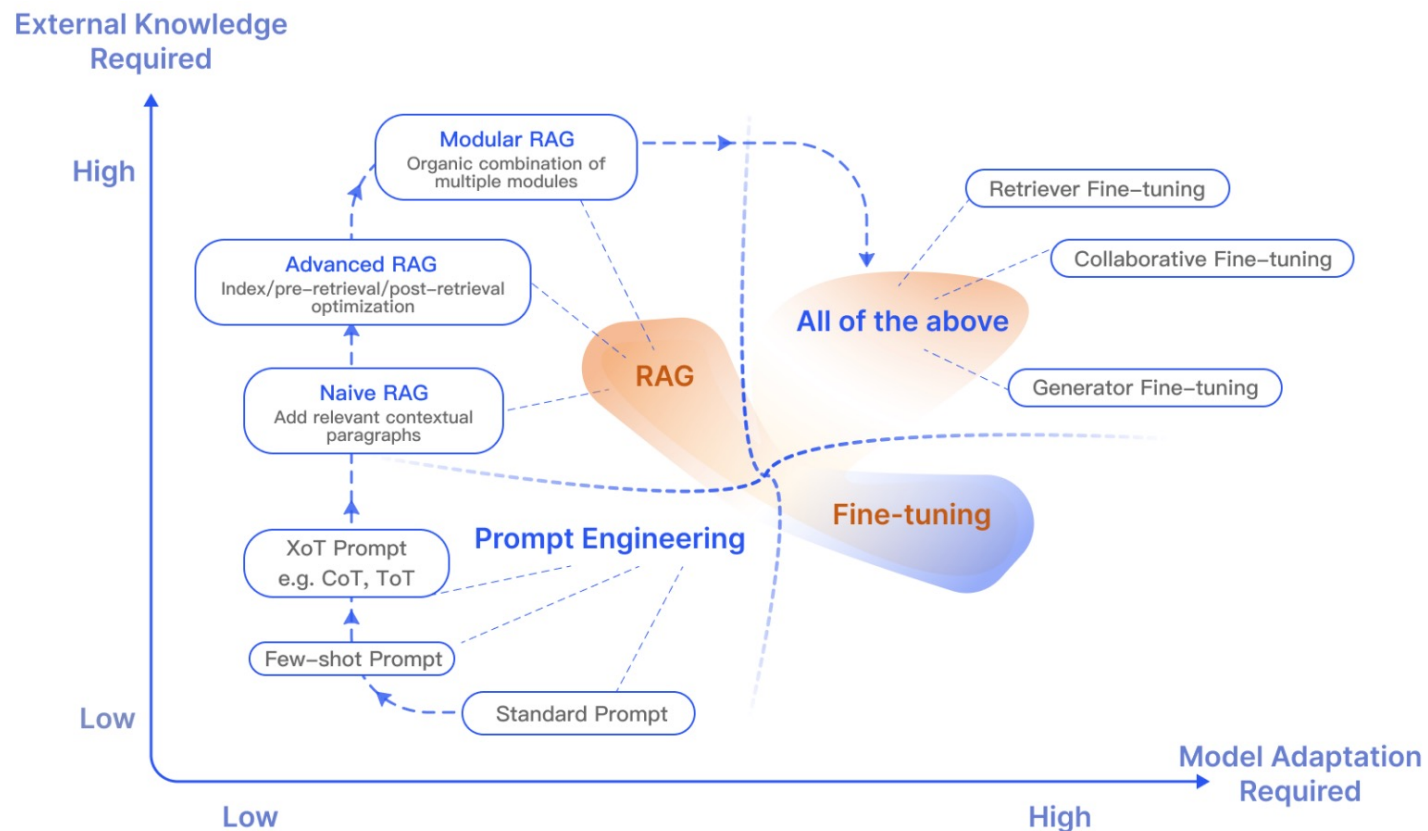 External Knowledge
Required
High
Modular RAG
Organic combination of
multiple modules
Retriever Fine-tuning
Advanced RAG
Index/pre-retrieval/post-retrieval
optimization
Collaborative Fine-tuning
All of the above
RAG
Naive RAG
Add relevant contextual
paragraphs
Generator Fine-tuning
Fine-tuning
Prompt Engineering
XoT Prompt
e.g. CoT, ToT
Few-shot Prompt
Standard Prompt
Low
Model Adaptation
Required
Low
High